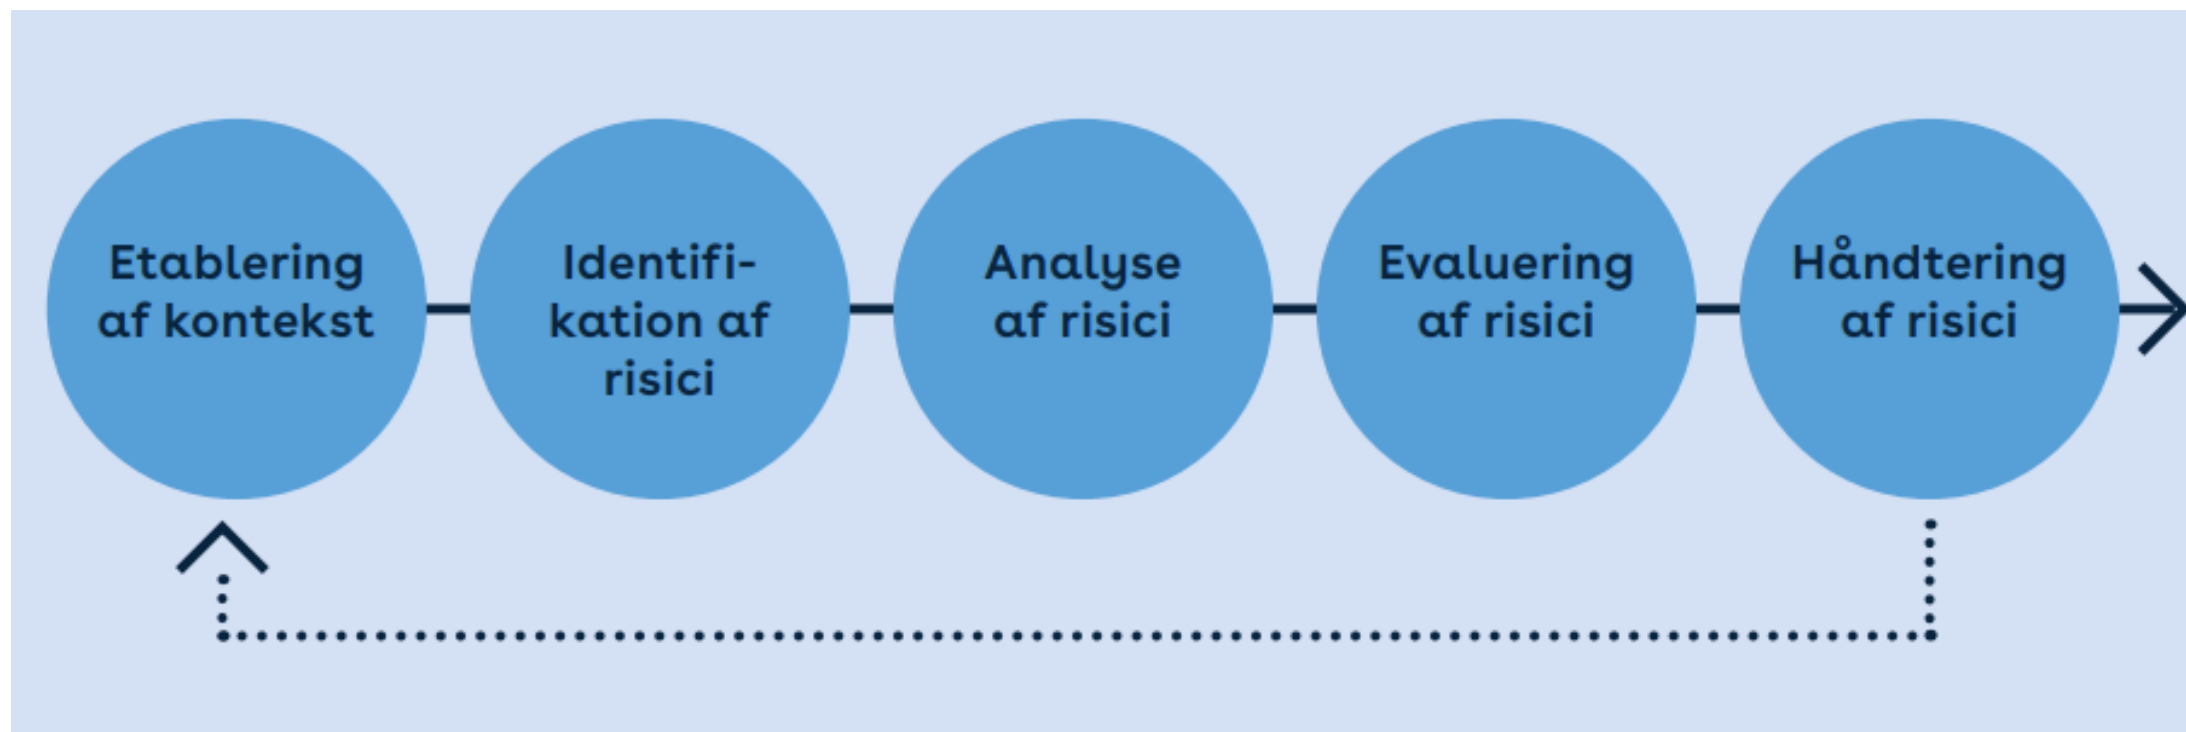 Etablering
af kontekst
Identifi-
kation af
risici
Analyse
af risici
Evaluering
af risici
Håndtering
af risici